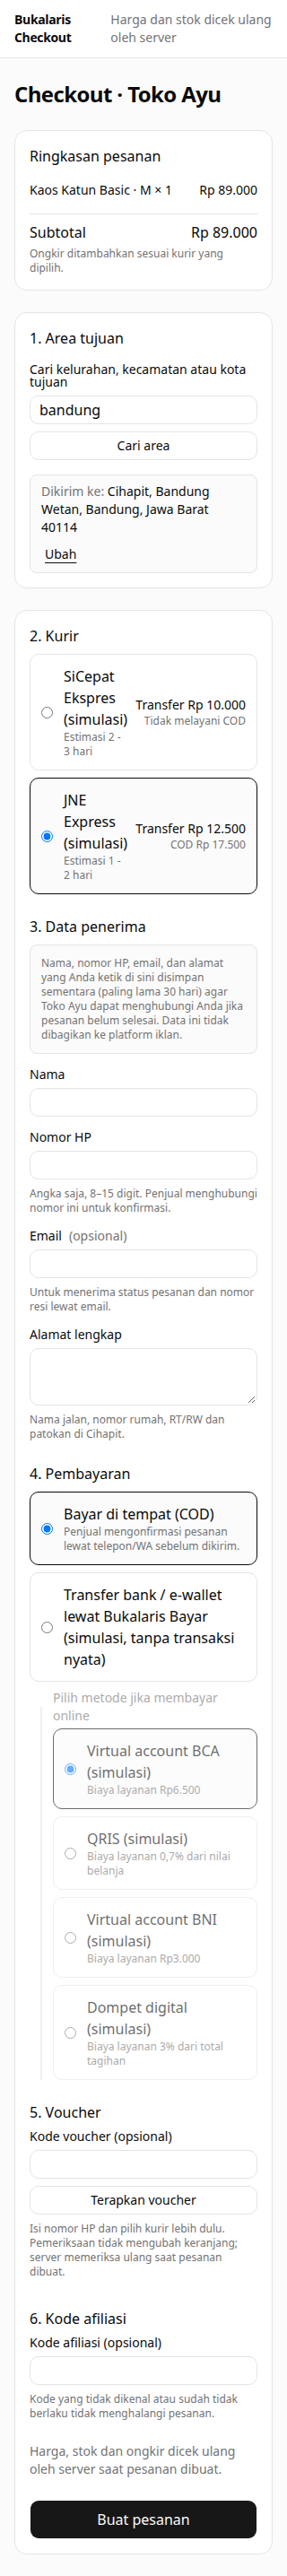 Bukalaris
Checkout
Harga dan stok dicek ulang
oleh server
Checkout · Toko Ayu
Ringkasan pesanan
Kaos Katun Basic · M × 1 Rp 89.000
Subtotal Rp 89.000
Ongkir ditambahkan sesuai kurir yang
dipilih.
1. Area tujuan
Cari kelurahan, kecamatan atau kota
tujuan
bandung
Cari area
Dikirim ke: Cihapit, Bandung
Wetan, Bandung, Jawa Barat
40114
Ubah
2. Kurir
SiCepat
Ekspres
(simulasi)
Estimasi 2 -
3 hari
Transfer Rp 10.000
Tidak melayani COD
JNE
Express
(simulasi)
Estimasi 1 -
2 hari
Transfer Rp 12.500
COD Rp 17.500
3. Data penerima
Nama, nomor HP, email, dan alamat
yang Anda ketik di sini disimpan
sementara (paling lama 30 hari) agar
Toko Ayu dapat menghubungi Anda jika
pesanan belum selesai. Data ini tidak
dibagikan ke platform iklan.
Nama
Nomor HP
Angka saja, 8–15 digit. Penjual menghubungi
nomor ini untuk konfirmasi.
Email (opsional)
Untuk menerima status pesanan dan nomor
resi lewat email.
Alamat lengkap
Nama jalan, nomor rumah, RT/RW dan
patokan di Cihapit.
4. Pembayaran
Bayar di tempat (COD)
Penjual mengonfirmasi pesanan
lewat telepon/WA sebelum dikirim.
Transfer bank / e-wallet
lewat Bukalaris Bayar
(simulasi, tanpa transaksi
nyata)
Pilih metode jika membayar
online
Virtual account BCA
(simulasi)
Biaya layanan Rp6.500
QRIS (simulasi)
Biaya layanan 0,7% dari nilai
belanja
Virtual account BNI
(simulasi)
Biaya layanan Rp3.000
Dompet digital
(simulasi)
Biaya layanan 3% dari total
tagihan
5. Voucher
Kode voucher (opsional)
Terapkan voucher
Isi nomor HP dan pilih kurir lebih dulu.
Pemeriksaan tidak mengubah keranjang;
server memeriksa ulang saat pesanan
dibuat.
6. Kode afiliasi
Kode afiliasi (opsional)
Kode yang tidak dikenal atau sudah tidak
berlaku tidak menghalangi pesanan.
Harga, stok dan ongkir dicek ulang
oleh server saat pesanan dibuat.
Buat pesanan